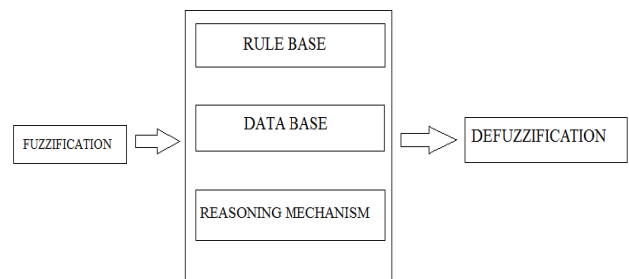 FUZZIFICATION
RULE BASE
DATA BASE
REASONING MECHANISM
DEFUZZIFICATION